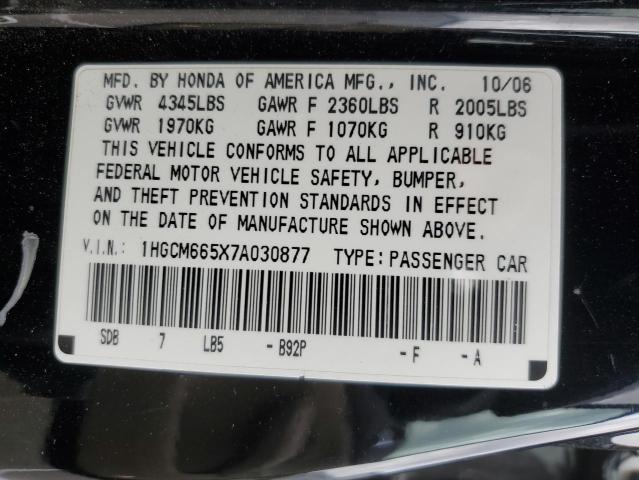 MFD. BY HONDA OF AMERICA MFG., INC. 10/06
GVWR 4345LBS GAWR F 2360LBS R 2005LBS
GVWR 1970KG GAWR F 1070KG R 910KG
THIS VEHICLE CONFORMS TO ALL APPLICABLE
FEDERAL MOTOR VEHICLE SAFETY, BUMPER,
AND THEFT PREVENTION STANDARDS IN EFFECT
ON THE DATE OF MANUFACTURE SHOWN ABOVE.
V.I.N.: 1HGCM665X7A030877 TYPE:PASSENGER CAR
SDB 7 LB5 -B92P -F -A